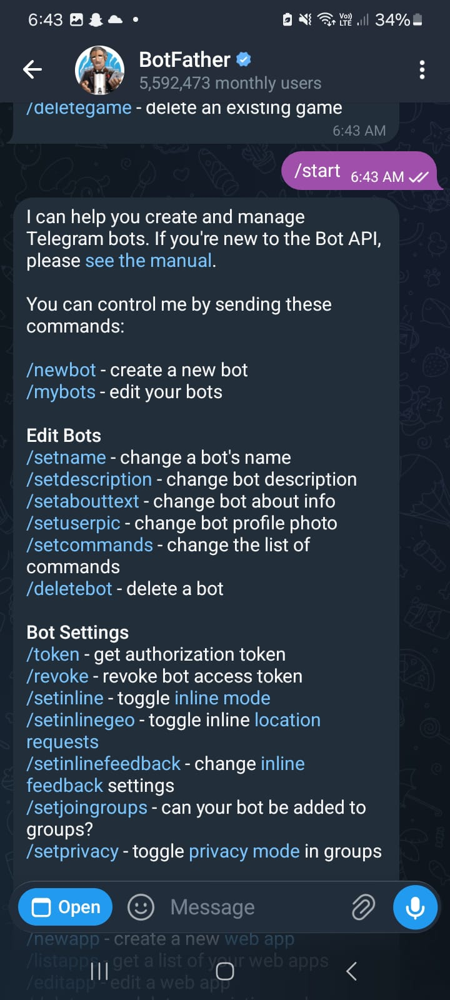 6:43
Vo))
LTE
34%
BotFather
5,592,473 monthly users
/deletegame - delete an existing game
6:43 AM
/start 6:43 AM
I can help you create and manage
Telegram bots. If you're new to the Bot API,
please see the manual.
You can control me by sending these
commands:
/newbot - create a new bot
/mybots - edit your bots
Edit Bots
/setname - change a bot's name
/setdescription - change bot description
/setabouttext - change bot about info
/setuserpic - change bot profile photo
/setcommands - change the list of
commands
/deletebot - delete a bot
Bot Settings
/token - get authorization token
/revoke - revoke bot access token
/setinline - toggle inline mode
/setinlinegeo - toggle inline location
requests
/setinlinefeedback - change inline
feedback settings
/setjoingroups - can your bot be added to
groups?
/setprivacy - toggle privacy mode in groups
Open
Message
/newapp - create a new web app
/listapps - get a list of your web apps
/editapp - edit a web app